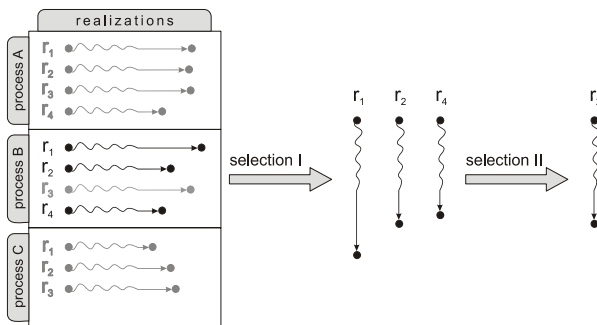 realizations
process A
r₁
r₂
r₃
r₄
process B
r₁
r₂
r₃
r₄
process C
r₁
r₂
r₃
selection I
r₁ r₂ r₄
selection II
r